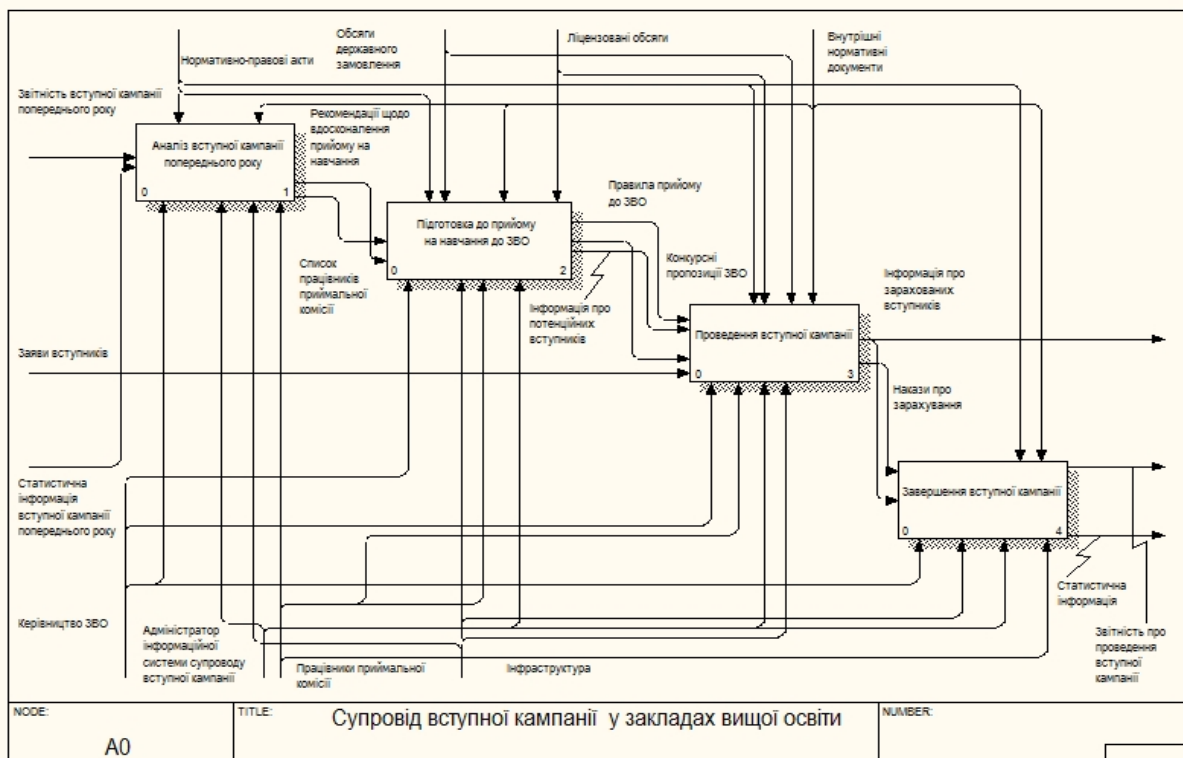 Обсяги
державного
замовлення
Ліцензовані обсяги
Внутрішні
нормативні
документи
Нормативно-правові акти
Звітність вступної кампанії
попереднього року
Рекомендації щодо
вдосконалення
прийому на
навчання
Аналіз вступної кампанії
попереднього року
0
1
Правила прийому
до ЗВО
Підготовка до прийому
на навчання до ЗВО
0
2
Список
працівників
приймальної
комісії
Конкурсні
пропозиції ЗВО
Інформація про
зарахованих
вступників
Інформація про
потенційних
вступників
Проведення вступної кампанії
0
3
Заяви вступників
Накази про
зарахування
Статистична
інформація
вступної кампанії
попереднього року
Завершення вступної кампанії
0
4
Статистична
інформація
Керівництво ЗВО
Адміністратор
інформаційної
системи супроводу
вступної кампанії
Працівники приймальної
комісії
Інфраструктура
Звітність про
проведення
вступної
кампанії
NODE:
A0
TITLE:
Супровід вступної кампанії у закладах вищої освіти
NUMBER: